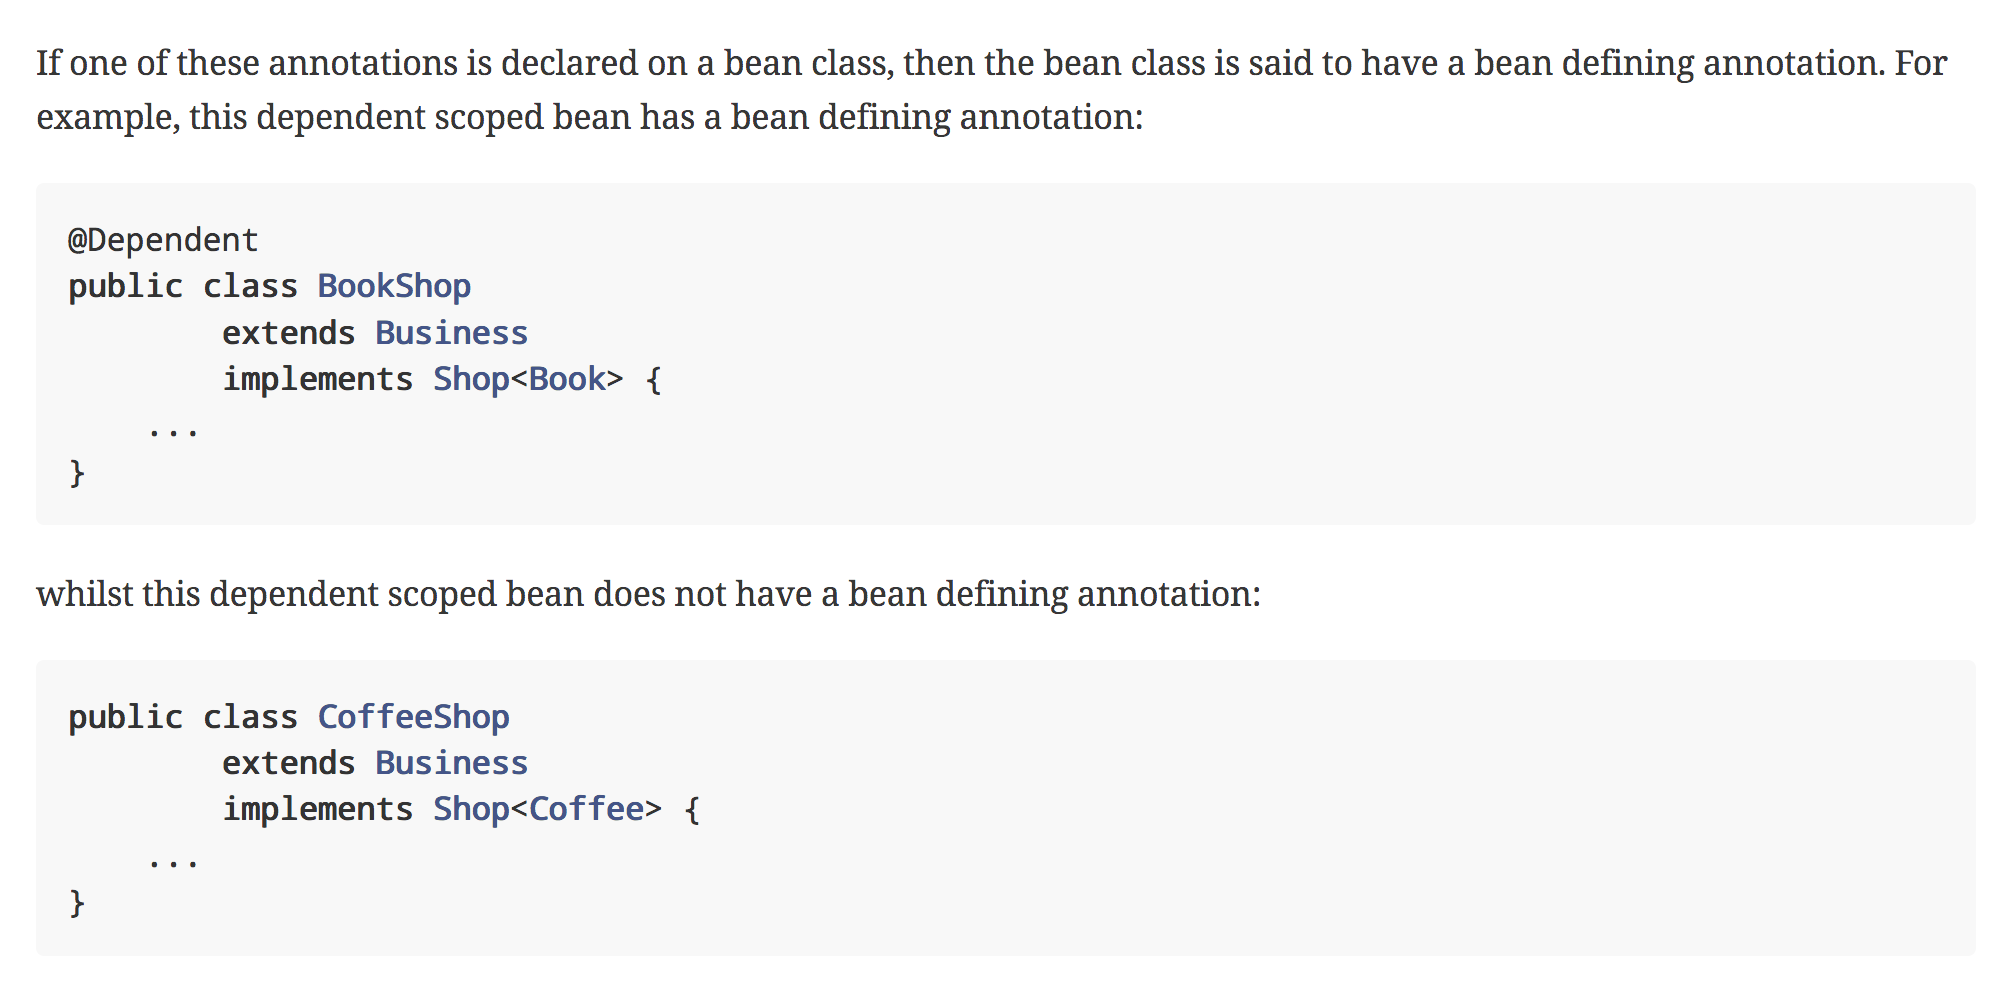 If one of these annotations is declared on a bean class, then the bean class is said to have a bean defining annotation. For
example, this dependent scoped bean has a bean defining annotation:
@Dependent
public class BookShop
        extends Business
        implements Shop<Book> {
    ...
}
whilst this dependent scoped bean does not have a bean defining annotation:
public class CoffeeShop
        extends Business
        implements Shop<Coffee> {
    ...
}